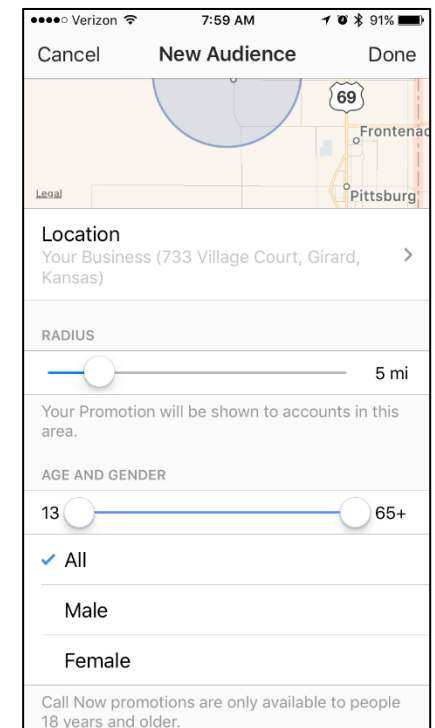 ●●●●○ Verizon 7:59 AM 91%
Cancel New Audience Done
69
Frontenac
Legal
Pittsburg
Location
Your Business (733 Village Court, Girard,
Kansas)
RADIUS
5 mi
Your Promotion will be shown to accounts in this
area.
AGE AND GENDER
13 65+
All
Male
Female
Call Now promotions are only available to people
18 years and older.